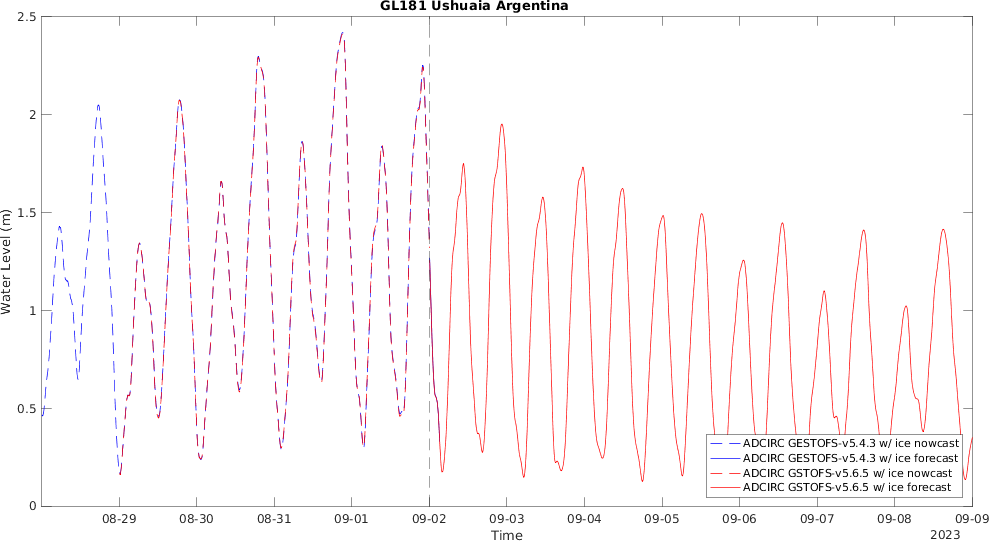 GL181 Ushuaia Argentina
2.5
2
1.5
1
0.5
0
Water Level (m)
ADCIRC GESTOFS-v5.4.3 w/ ice nowcast
ADCIRC GESTOFS-v5.4.3 w/ ice forecast
ADCIRC GSTOFS-v5.6.5 w/ ice nowcast
ADCIRC GSTOFS-v5.6.5 w/ ice forecast
08-29 08-30 08-31 09-01 09-02 09-03 09-04 09-05 09-06 09-07 09-08 09-09
Time
2023